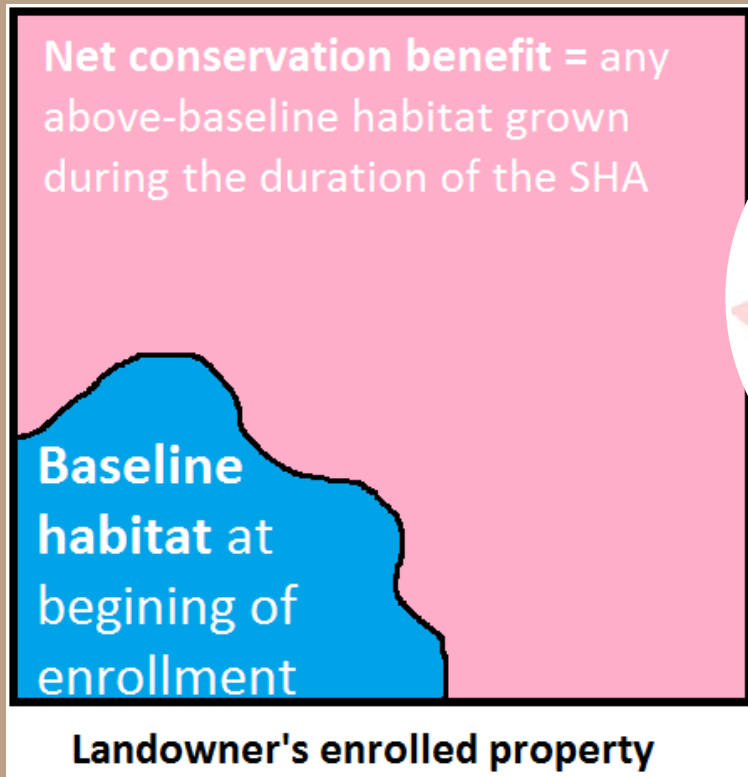 Net conservation benefit = any
above-baseline habitat grown
during the duration of the SHA
Baseline
habitat at
begining of
enrollment
Landowner's enrolled property